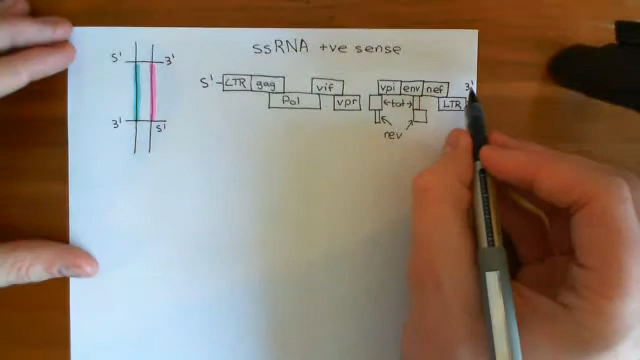 ssRNA +ve sense
5' 3'
5' LTR gag vif vpi env nef 3'
Pol vpr tat LTR
3' 5'
rev